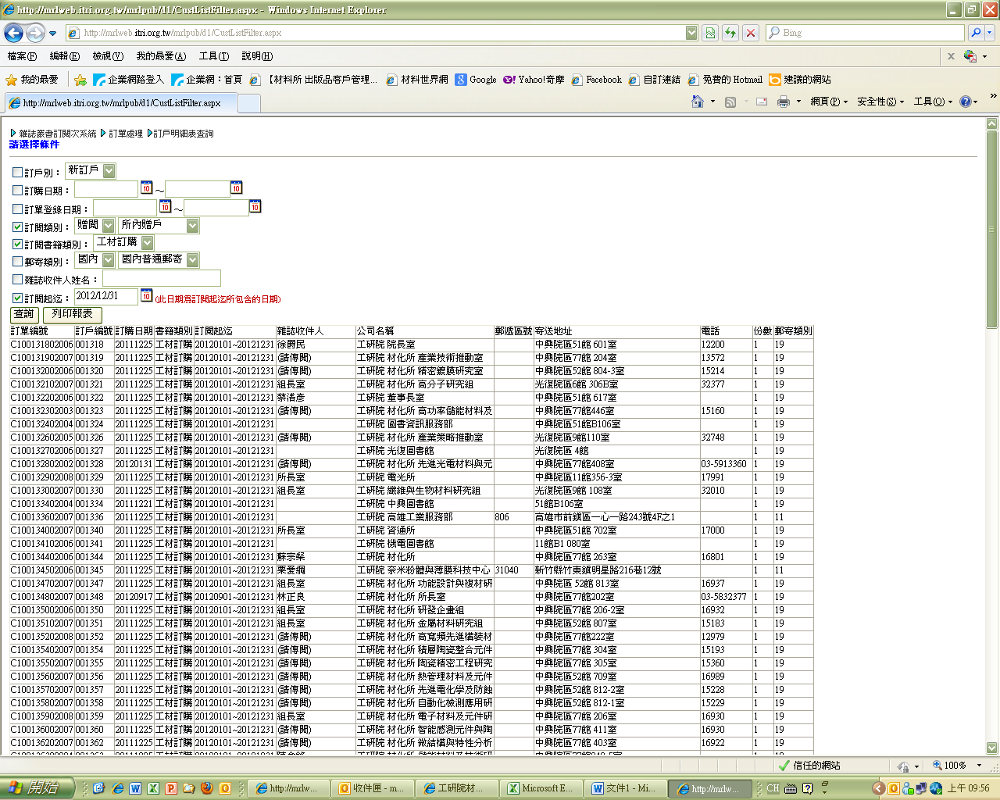 http://mrlweb.itri.org.tw/mrlpub/d1/CustListFilter.aspx - Windows Internet Explorer
http://mrlweb.itri.org.tw/mrlpub/d1/CustListFilter.aspx Bing
檔案(F) 編輯(E) 檢視(V) 我的最愛(A) 工具(T) 說明(H)
我的最愛 企業網路登入 企業網：首頁 【材料所 出版品客戶管理... 材料世界網 Google Yahoo!奇摩 Facebook 自訂連結 免費的 Hotmail 建議的網站
http://mrlweb.itri.org.tw/mrlpub/d1/CustListFilter.aspx 網頁(P) 安全性(S) 工具(O)
雜誌叢書訂閱次系統 訂單處理 訂戶明細表查詢
請選擇條件
訂戶別： 新訂戶
訂購日期： ～
訂單登錄日期： ～
訂閱類別： 贈閱 所內贈戶
訂閱書籍類別： 工材訂購
郵寄類別： 國內 國內普通郵寄
雜誌收件人姓名：
訂閱起迄： 2012/12/31 (此日期為訂閱起迄所包含的日期)
查詢 列印報表
訂單編號 訂戶編號 訂購日期 書籍類別 訂閱起迄 雜誌收件人 公司名稱 郵遞區號 寄送地址 電話 份數 郵寄類別
C100131802006 001318 20111225 工材訂購 20120101~20121231 徐爵民 工研院 院長室 中興院區51館 601室 12200 1 19
C100131902007 001319 20111225 工材訂購 20120101~20121231 (請傳閱) 工研院 材化所 產業技術推動室 中興院區77館 204室 13572 1 19
C100132002006 001320 20111225 工材訂購 20120101~20121231 (請傳閱) 工研院 材化所 精密鍍膜研究室 中興院區52館 804-3室 15214 1 19
C100132102007 001321 20111225 工材訂購 20120101~20121231 組長室 工研院 材化所 高分子研究組 光復院區6館 306B室 32377 1 19
C100132202006 001322 20111225 工材訂購 20120101~20121231 蔡清彥 工研院 董事長室 中興院區51館 617室 1 19
C100132302003 001323 20111225 工材訂購 20120101~20121231 (請傳閱) 工研院 材化所 高功率儲能材料及 中興院區77館446室 15160 1 19
C100132402004 001324 20111225 工材訂購 20120101~20121231 工研院 圖書資訊服務部 中興院區51館B106室 1 19
C100132602005 001326 20111225 工材訂購 20120101~20121231 (請傳閱) 工研院 材化所 產業策略推動室 光復院區9館110室 32748 1 19
C100132702006 001327 20111225 工材訂購 20120101~20121231 工研院 光復圖書館 光復院區 4館 1 19
C100132802002 001328 20120131 工材訂購 20120101~20121231 (請傳閱) 工研院 材化所 先進光電材料與元 中興院區77館408室 03-5913360 1 19
C100132902008 001329 20111225 工材訂購 20120101~20121231 所長室 工研院 電光所 中興院區11館356-3室 17991 1 19
C100133002007 001330 20111225 工材訂購 20120101~20121231 組長室 工研院 纖維與生物材料研究組 光復院區9館 108室 32010 1 19
C100133402004 001334 20111221 工材訂購 20120101~20121231 工研院 中興圖書館 51館B106室 1 19
C100133602007 001336 20111225 工材訂購 20120101~20121231 工研院 高雄工業服務部 806 高雄市前鎮區一心一路243號4F之1 1 11
C100134002007 001340 20111225 工材訂購 20120101~20121231 所長室 工研院 資通所 中興院區51館 702室 17000 1 19
C100134102006 001341 20111225 工材訂購 20120101~20121231 工研院 機電圖書館 11館B1 080室 1 19
C100134402006 001344 20111225 工材訂購 20120101~20121231 蘇宗粲 工研院 材化所 中興院區77館 263室 16801 1 19
C100134502006 001345 20111225 工材訂購 20120101~20121231 栗愛綱 工研院 奈米粉體與薄膜科技中心 31040 新竹縣竹東鎮明星路216巷12號 1 11
C100134702007 001347 20111225 工材訂購 20120101~20121231 組長室 工研院 材化所 功能設計與複材研 中興院區 52館 813室 16937 1 19
C100134802007 001348 20120917 工材訂購 20120901~20121231 林正良 工研院 材化所 所長室 中興院區77館202室 03-5832377 1 19
C100135002006 001350 20111225 工材訂購 20120101~20121231 組長室 工研院 材化所 研發企畫組 中興院區77館 206-2室 16932 1 19
C100135102006 001351 20111225 工材訂購 20120101~20121231 組長室 工研院 材化所 金屬材料研究組 中興院區52館 807室 15183 1 19
C100135202008 001352 20111225 工材訂購 20120101~20121231 (請傳閱) 工研院 材化所 高寬頻先進構裝材 中興院區77館222室 12979 1 19
C100135402007 001354 20111225 工材訂購 20120101~20121231 (請傳閱) 工研院 材化所 積層陶瓷整合元件 中興院區77館 304室 15193 1 19
C100135502007 001355 20111225 工材訂購 20120101~20121231 (請傳閱) 工研院 材化所 陶瓷精密工程研究 中興院區77館 305室 15360 1 19
C100135602007 001356 20111225 工材訂購 20120101~20121231 (請傳閱) 工研院 材化所 熱管理材料及元件 中興院區52館 709室 16989 1 19
C100135702007 001357 20111225 工材訂購 20120101~20121231 (請傳閱) 工研院 材化所 先進電化學及防蝕 中興院區52館 812-2室 15228 1 19
C100135802007 001358 20111225 工材訂購 20120101~20121231 (請傳閱) 工研院 材化所 自動化檢測應用研 中興院區52館 812-1室 15229 1 19
C100135902008 001359 20111225 工材訂購 20120101~20121231 組長室 工研院 材化所 電子材料及元件研 中興院區77館 206室 16930 1 19
C100136002007 001360 20111225 工材訂購 20120101~20121231 (請傳閱) 工研院 材化所 智能感測元件與陶 中興院區77館 411室 16930 1 19
C100136202007 001362 20111225 工材訂購 20120101~20121231 (請傳閱) 工研院 材化所 微結構與特性分析 中興院區77館 403室 16922 1 19
信任的網站 100%
開始 http://mrlw... 收件匣 - m... 工研院材... Microsoft E... 文件1 - Mi... http://mrlw... CH 上午 09:56